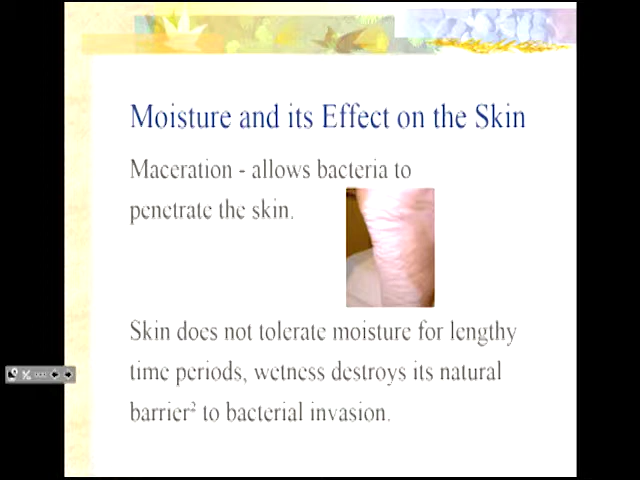 Moisture and its Effect on the Skin
Maceration - allows bacteria to
penetrate the skin.
Skin does not tolerate moisture for lengthy
time periods, wetness destroys its natural
barrier² to bacterial invasion.